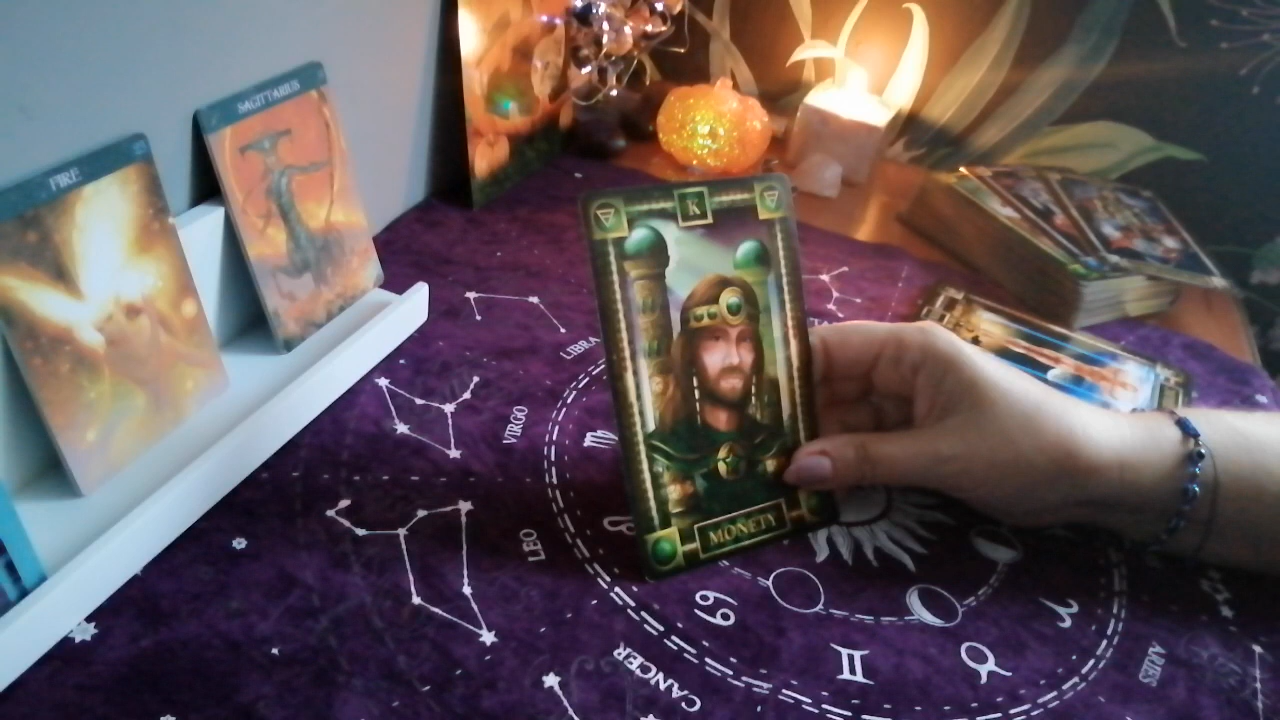 FIRE
SAGITTARIUS
K
MONETY
LIBRA
VIRGO
LEO
CANCER
ARIES